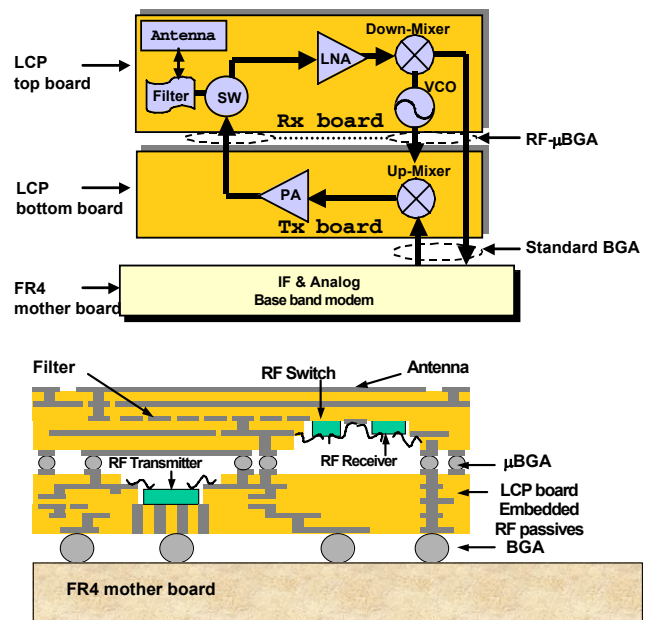 LCP
top board
Antenna
Filter
SW
LNA
Down-Mixer
VCO
Rx board
RF-μBGA
LCP
bottom board
Up-Mixer
PA
Tx board
Standard BGA
FR4
mother board
IF & Analog
Base band modem
Filter
RF Switch
Antenna
RF Transmitter
RF Receiver
μBGA
LCP board
Embedded
RF passives
BGA
FR4 mother board